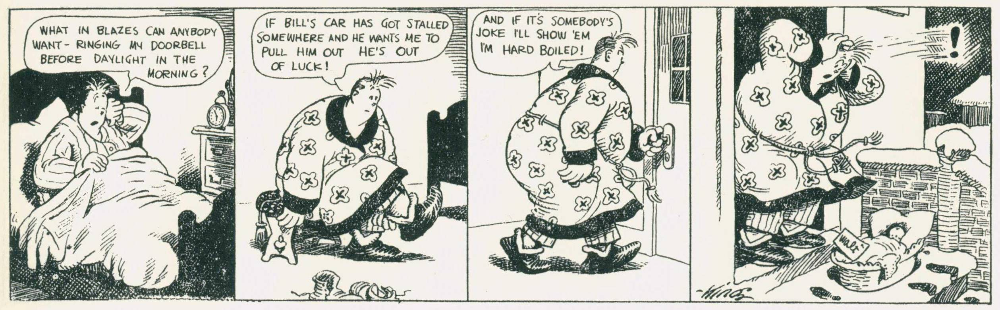 WHAT IN BLAZES CAN ANYBODY
WANT- RINGING MY DOORBELL
BEFORE DAYLIGHT IN THE
MORNING?
IF BILL'S CAR HAS GOT STALLED
SOMEWHERE AND HE WANTS ME TO
PULL HIM OUT HE'S OUT
OF LUCK!
AND IF IT'S SOMEBODY'S
JOKE I'LL SHOW 'EM
I'M HARD BOILED!
!
Walt
KING